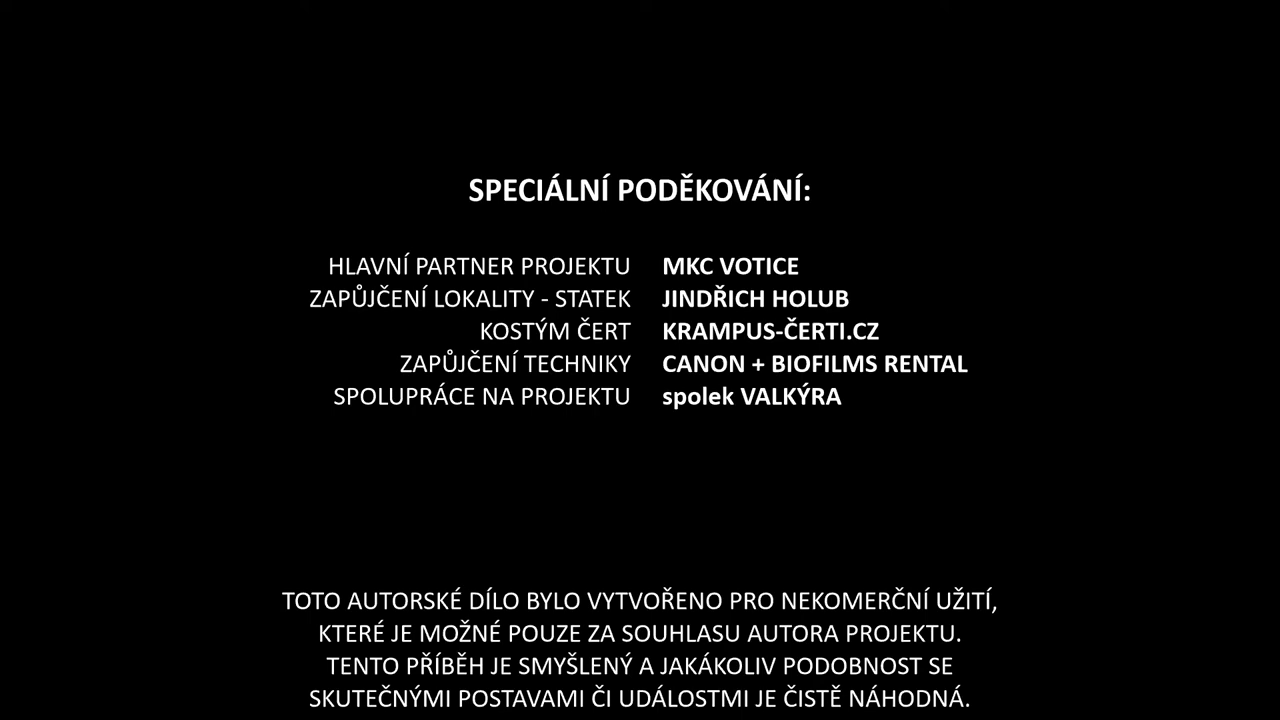 SPECIÁLNÍ PODĚKOVÁNÍ:
HLAVNÍ PARTNER PROJEKTU MKC VOTICE
ZAPŮJČENÍ LOKALITY - STATEK JINDŘICH HOLUB
KOSTÝM ČERT KRAMPUS-ČERTI.CZ
ZAPŮJČENÍ TECHNIKY CANON + BIOFILMS RENTAL
SPOLUPRÁCE NA PROJEKTU spolek VALKÝRA
TOTO AUTORSKÉ DÍLO BYLO VYTVOŘENO PRO NEKOMERČNÍ UŽITÍ,
KTERÉ JE MOŽNÉ POUZE ZA SOUHLASU AUTORA PROJEKTU.
TENTO PŘÍBĚH JE SMYŠLENÝ A JAKÁKOLIV PODOBNOST SE
SKUTEČNÝMI POSTAVAMI ČI UDÁLOSTMI JE ČISTĚ NÁHODNÁ.